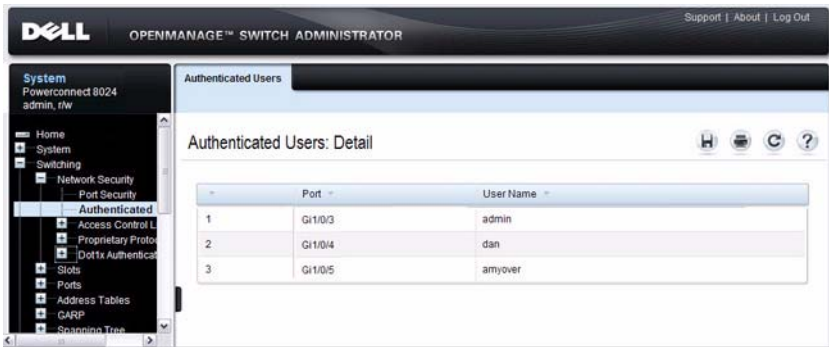 Support | About | Log Out
DELL
OPENMANAGE™ SWITCH ADMINISTRATOR
System
Powerconnect 8024
admin, r/w
Authenticated Users
Home
System
Switching
Network Security
Port Security
Authenticated
Access Control L
Proprietary Protoc
Dot1x Authenticat
Slots
Ports
Address Tables
GARP
Spanning Tree
Authenticated Users: Detail
Port User Name
1 Gi1/0/3 admin
2 Gi1/0/4 dan
3 Gi1/0/5 amyover